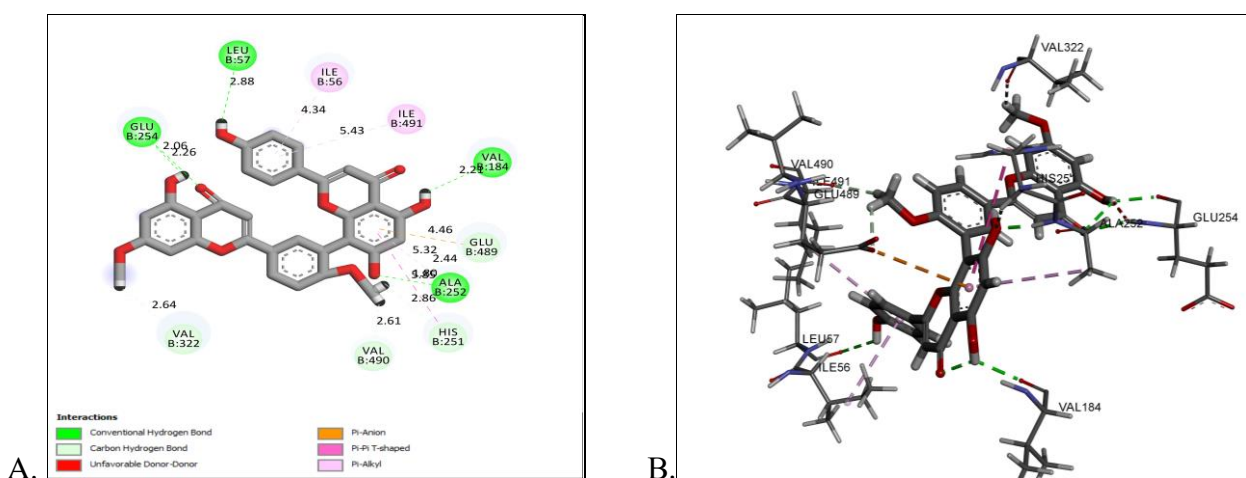 LEU
B:57
2.88
ILE
B:56
4.34
GLU
B:254
2.06
2.26
5.43
ILE
B:491
VAL
B:184
2.21
4.46
GLU
B:489
5.32
2.44
ALA
B:252
2.86
2.64
2.61
HIS
B:251
VAL
B:322
VAL
B:490
Interactions
Conventional Hydrogen Bond
Carbon Hydrogen Bond
Unfavorable Donor-Donor
Pi-Anion
Pi-Pi T-shaped
Pi-Alkyl
A.
VAL322
VAL490
ILE491
GLU489
ALA252
GLU254
LEU57
ILE56
VAL184
B.